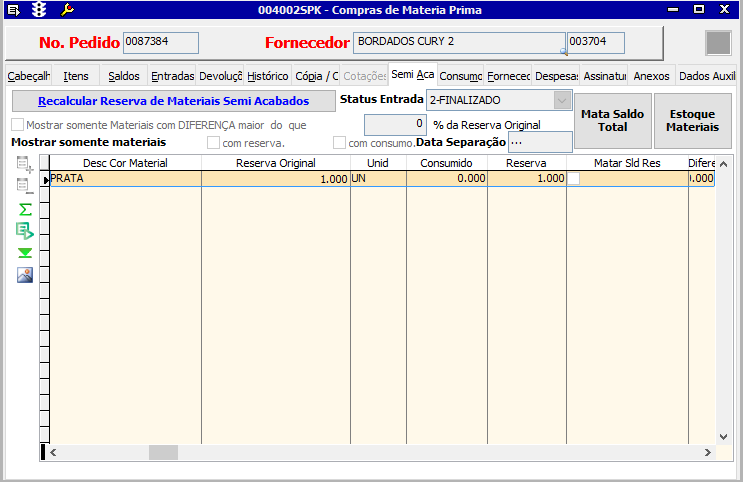 004002SPK - Compras de Materia Prima
No. Pedido 0087384 Fornecedor BORDADOS CURY 2 003704
Cabeçalh Itens Saldos Entradas Devoluçõ Histórico Cópia / C Cotações Semi Aca Consumo Fornecec Despesas Assinatur Anexos Dados Auxil
Recalcular Reserva de Materiais Semi Acabados Status Entrada 2-FINALIZADO Mata Saldo Total Estoque Materiais
Mostrar somente Materiais com DIFERENÇA maior do que 0 % da Reserva Original
Mostrar somente materiais com reserva. com consumo. Data Separação ...
Desc Cor Material Reserva Original Unid Consumido Reserva Matar Sld Res Difere
PRATA 1.000 UN 0.000 1.000 0.000